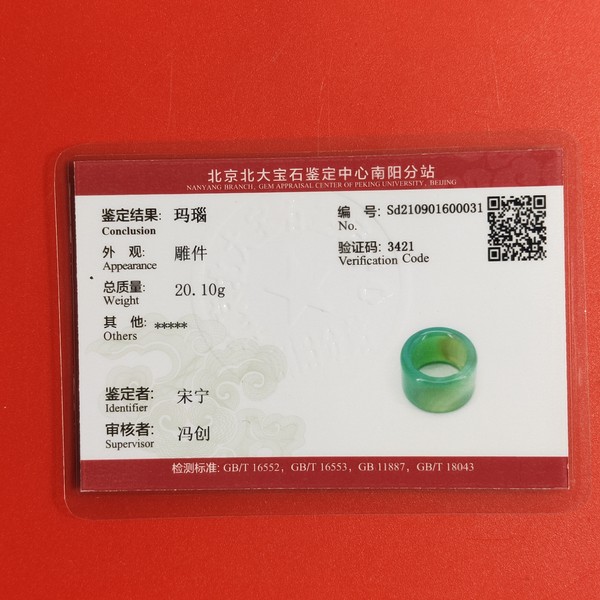 北京北大宝石鉴定中心南阳分站
NANYANG BRANCH, GEM APPRAISAL CENTER OF PEKING UNIVERSITY, BEIJING
鉴定结果: 玛瑙
Conclusion
编 号: Sd210901600031
No.
外 观: 雕件
Appearance
验证码: 3421
Verification Code
总质量: 20.10g
Weight
其 他: *****
Others
鉴定者: 宋宁
Identifier
审核者: 冯创
Supervisor
检测标准: GB/T 16552, GB/T 16553, GB 11887, GB/T 18043